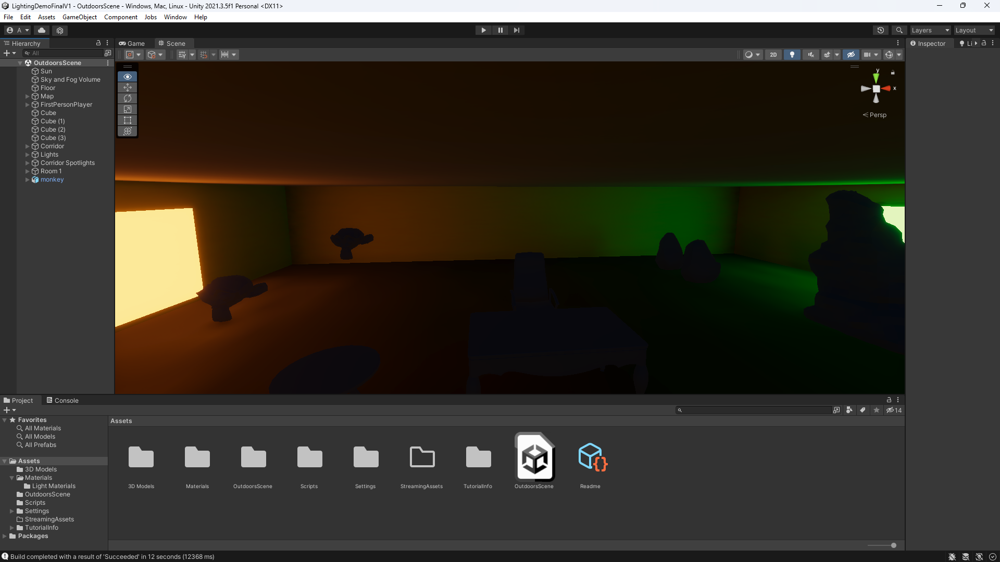 LightingDemoFinalV1 - OutdoorsScene - Windows, Mac, Linux - Unity 2021.3.5f1 Personal <DX11>
File Edit Assets GameObject Component Jobs Window Help
A
Layers Layout
Hierarchy
Game Scene
Inspector Li
All
2D
OutdoorsScene
Sun
Sky and Fog Volume
Floor
Map
FirstPersonPlayer
Cube
Cube (1)
Cube (2)
Cube (3)
Corridor
Lights
Corridor Spotlights
Room 1
monkey
y
x
Persp
Project Console
14
Favorites
All Materials
All Models
All Prefabs
Assets
3D Models
Materials
Light Materials
OutdoorsScene
Scripts
Settings
StreamingAssets
TutorialInfo
Packages
Assets
3D Models Materials OutdoorsScene Scripts Settings StreamingAssets TutorialInfo OutdoorsScene Readme
Build completed with a result of 'Succeeded' in 12 seconds (12368 ms)